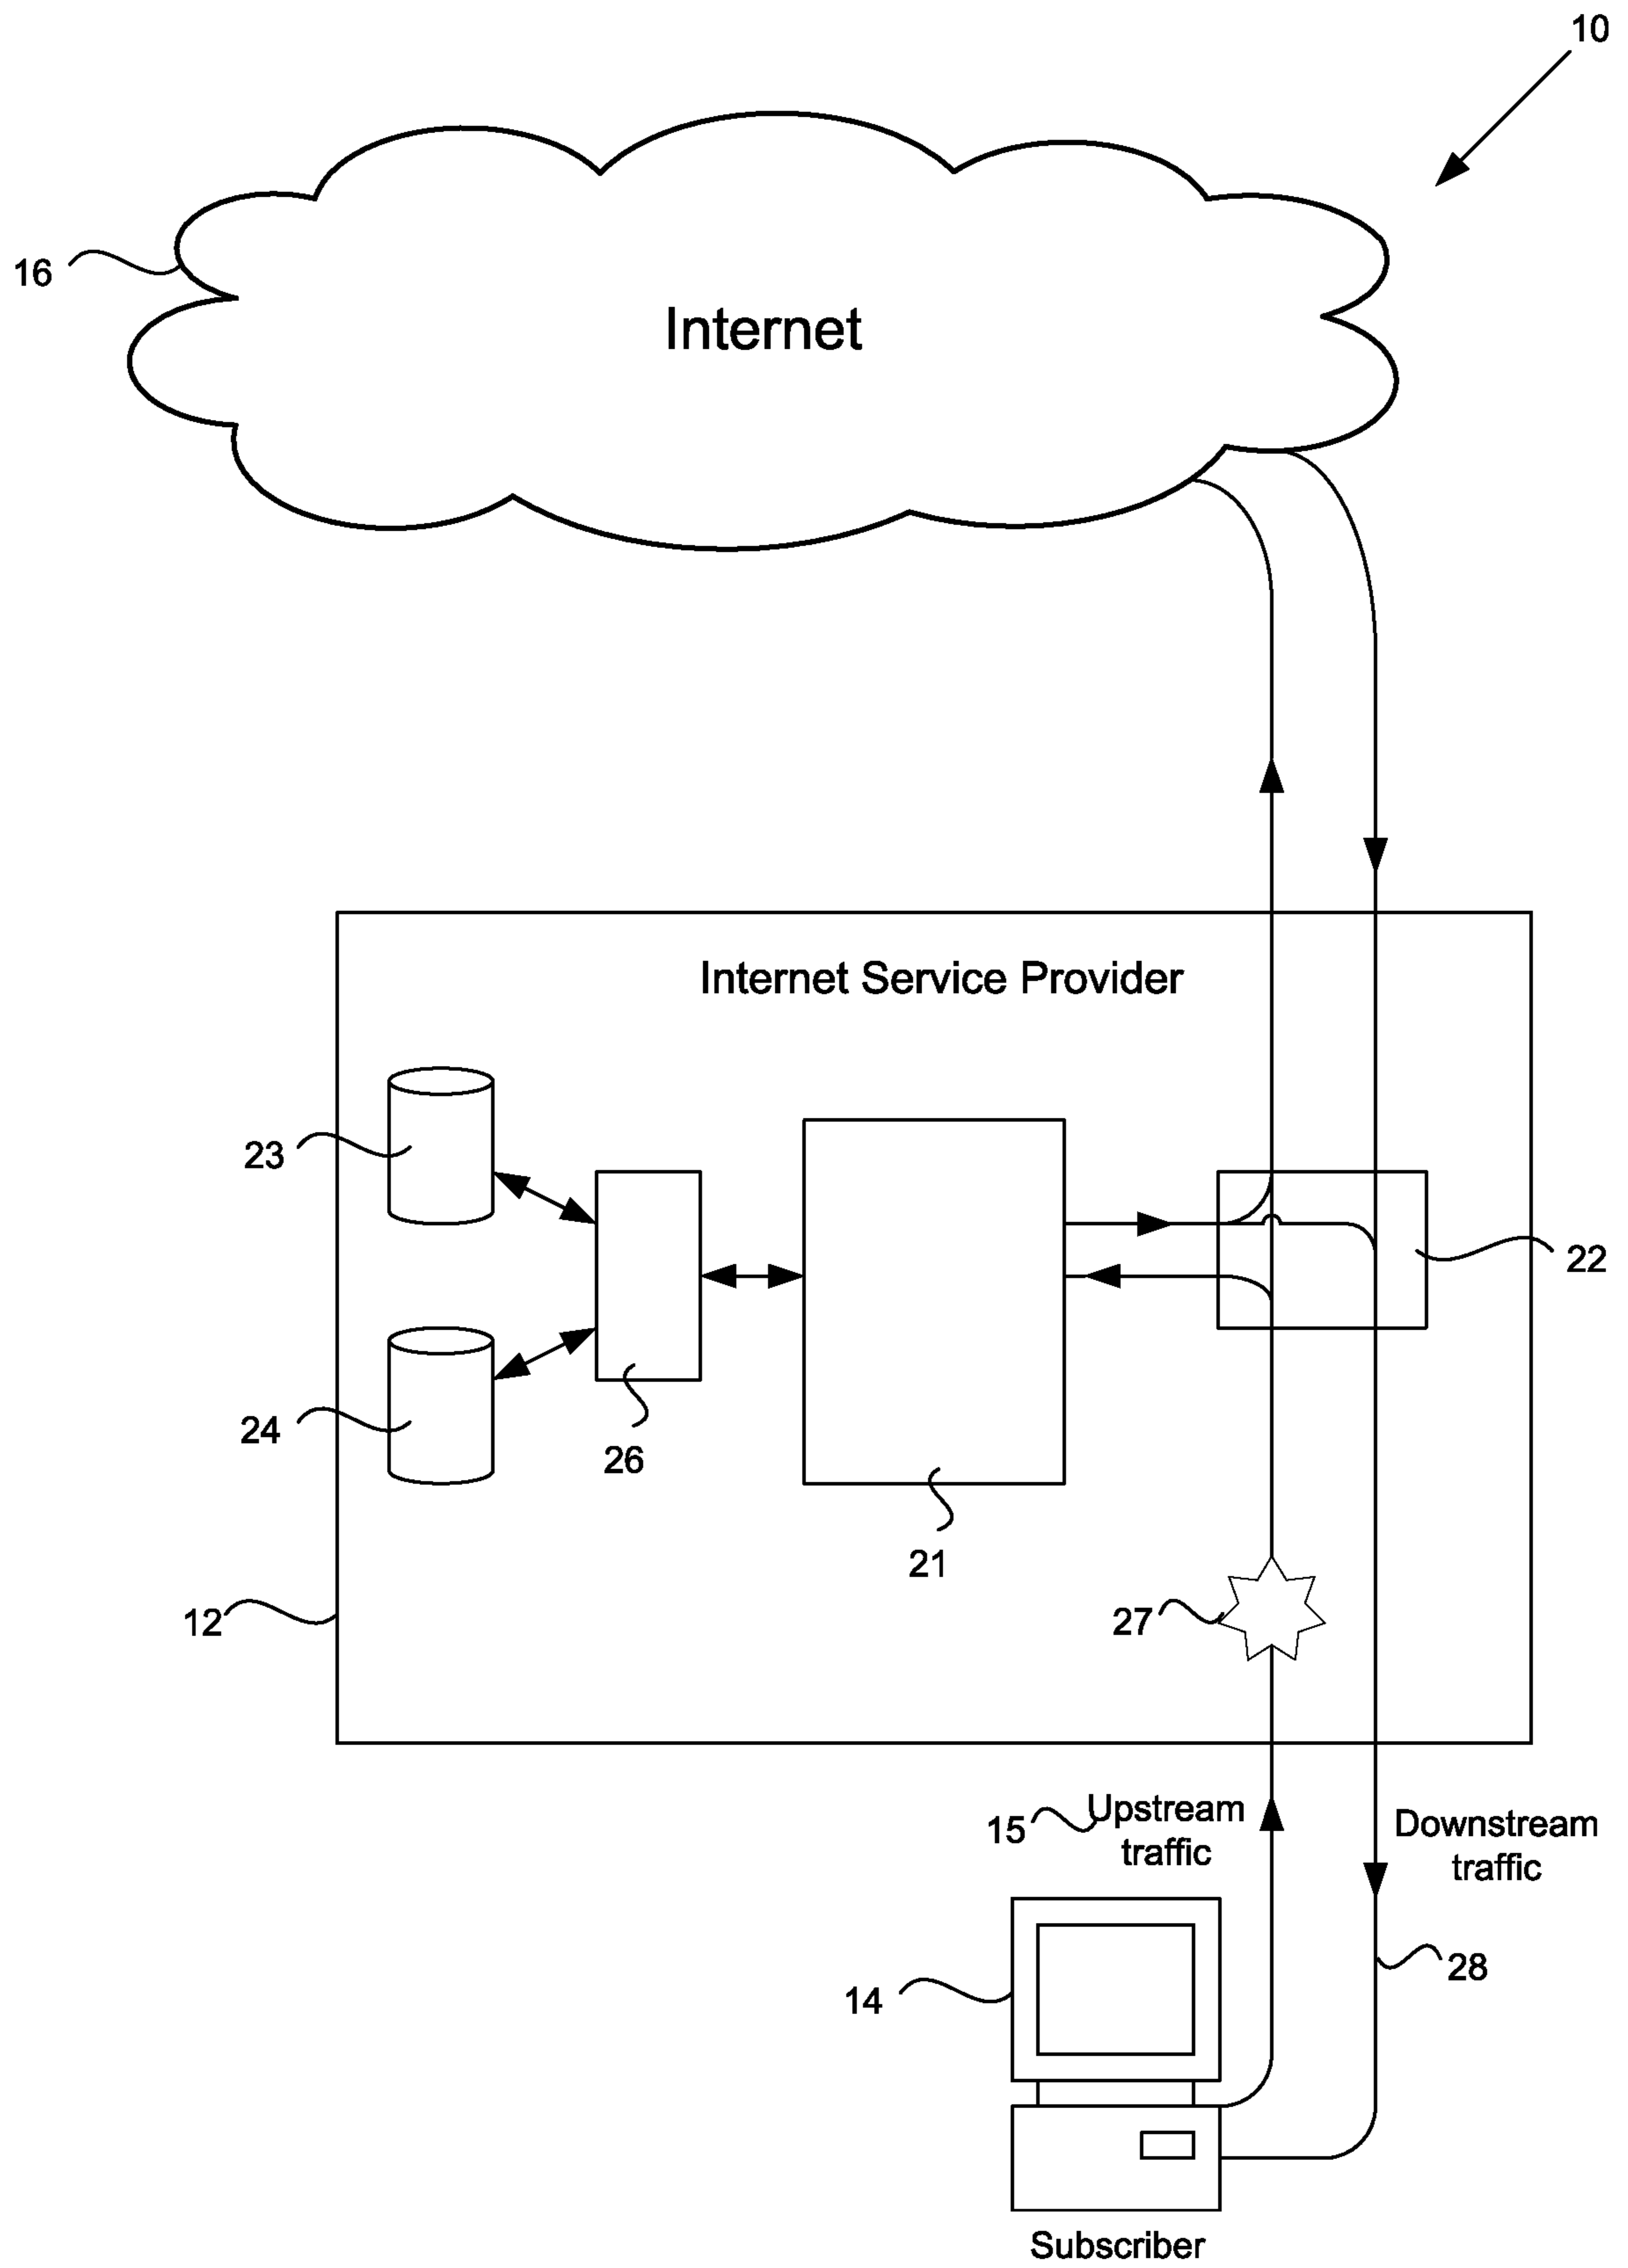 10
16
Internet
Internet Service Provider
23
22
24
26
21
12
27
15
Upstream
traffic
Downstream
traffic
14
28
Subscriber